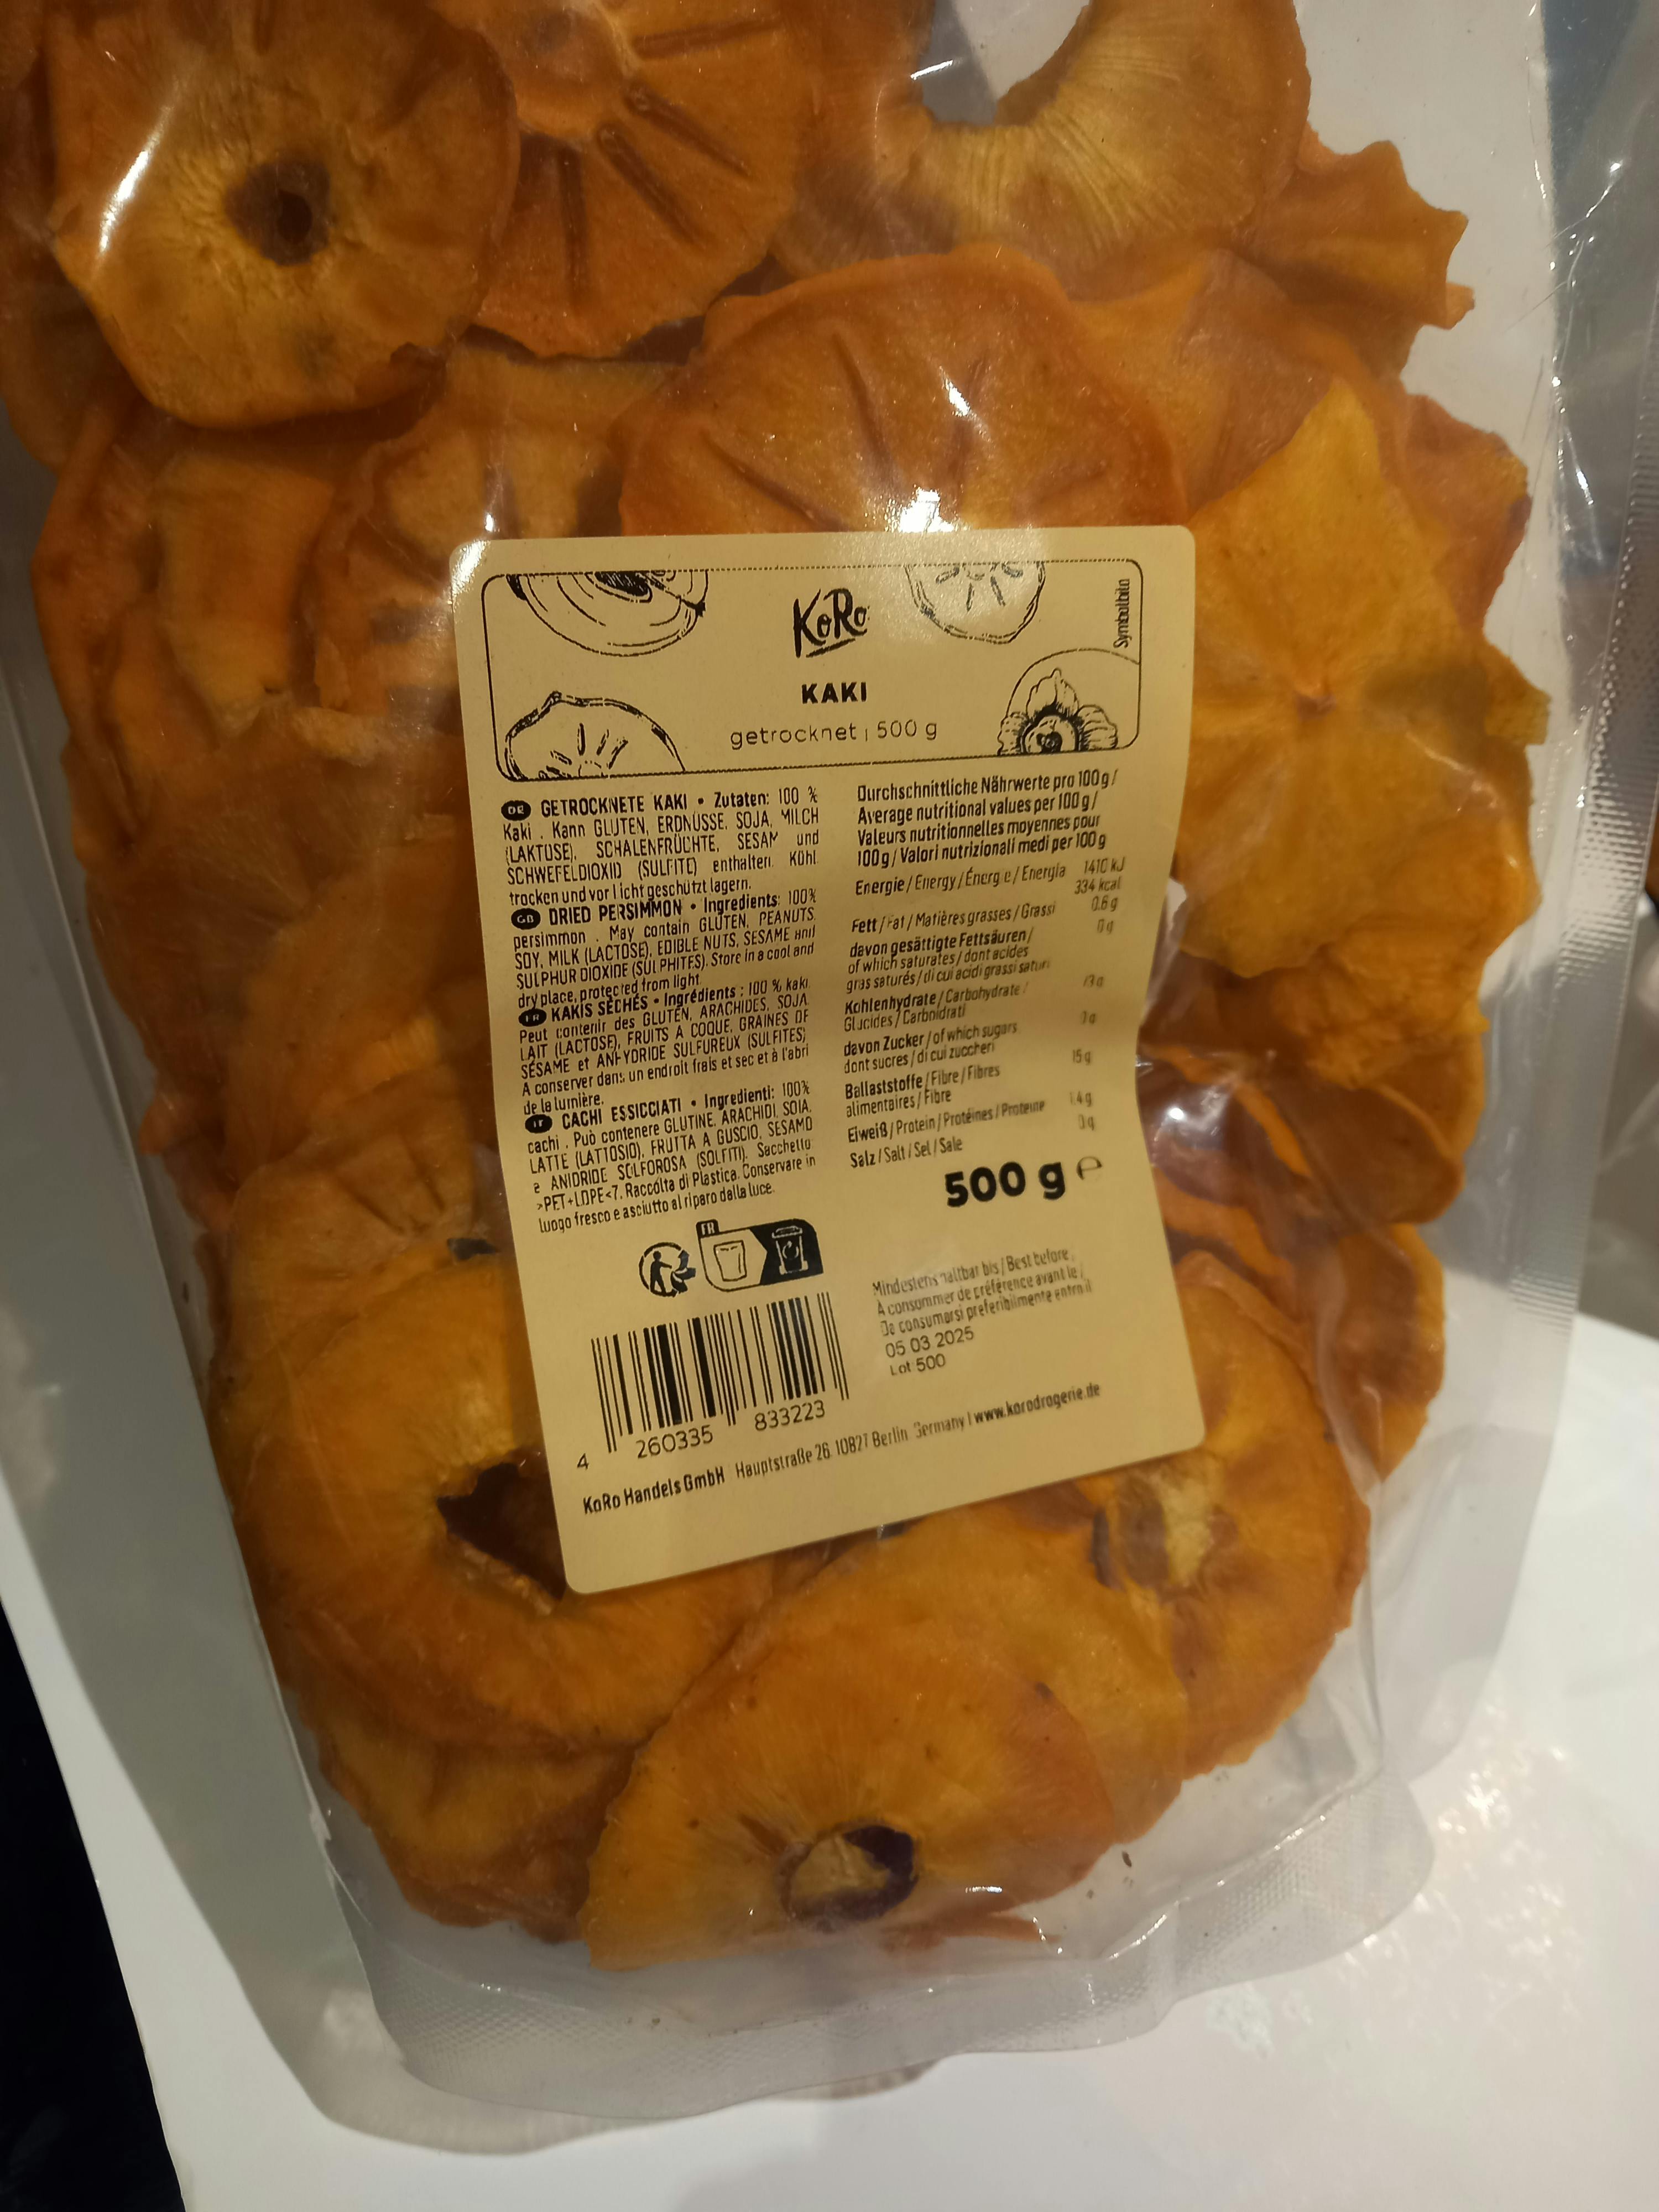 KoRo
Symbolbild
KAKI
getrocknet | 500 g
DE GETROCKNETE KAKI • Zutaten: 100 %
Kaki . Kann GLUTEN, ERDNÜSSE, SOJA, MILCH
(LAKTOSE), SCHALENFRÜCHTE, SESAM und
SCHWEFELDIOXID (SULFITE) enthalten. Kühl
trocken und vor Licht geschützt lagern.
GB DRIED PERSIMMON • Ingredients: 100%
persimmon . May contain GLUTEN, PEANUTS
SOY, MILK (LACTOSE), EDIBLE NUTS, SESAME and
SULPHUR DIOXIDE (SULPHITES). Store in a cool and
dry place, protected from light.
FR KAKIS SÉCHÉS • Ingrédients : 100 % kaki
Peut contenir des GLUTEN, ARACHIDES, SOJA
LAIT (LACTOSE), FRUITS À COQUE, GRAINES DE
SÉSAME et ANHYDRIDE SULFUREUX (SULFITES)
A conserver dans un endroit frais et sec et à l'abri
de la lumière.
IT CACHI ESSICCIATI • Ingredienti: 100%
cachi . Può contenere GLUTINE, ARACHIDI, SOIA,
LATTE (LATTOSIO), FRUTTA A GUSCIO, SESAMO
e ANIDRIDE SOLFOROSA (SOLFITI). Sacchetto
>PET+LDPE<7. Raccolta di Plastica. Conservare in
luogo fresco e asciutto al riparo dalla luce.
FR
4 260335 833223
Durchschnittliche Nährwerte pro 100 g /
Average nutritional values per 100 g /
Valeurs nutritionnelles moyennes pour
100 g / Valori nutrizionali medi per 100 g
Energie / Energy / Énergie / Energia 1410 kJ
334 kcal
Fett / Fat / Matières grasses / Grassi 0.6 g
davon gesättigte Fettsäuren / 0 g
of which saturates / dont acides
gras saturés / di cui acidi grassi saturi
Kohlenhydrate / Carbohydrate /
Glucides / Carboidrati
davon Zucker / of which sugars
dont sucres / di cui zuccheri
Ballaststoffe / Fibre / Fibres 15 g
alimentaires / Fibre
Eiweiß / Protein / Protéines / Proteine 1.4 g
Salz / Salt / Sel / Sale 0 g
500 g ℮
Mindestens haltbar bis / Best before
À consommer de préférence avant le /
Da consumarsi preferibilmente entro il
05 03 2025
Lot 500
KoRo Handels GmbH Hauptstraße 26 10827 Berlin Germany | www.korodrogerie.de